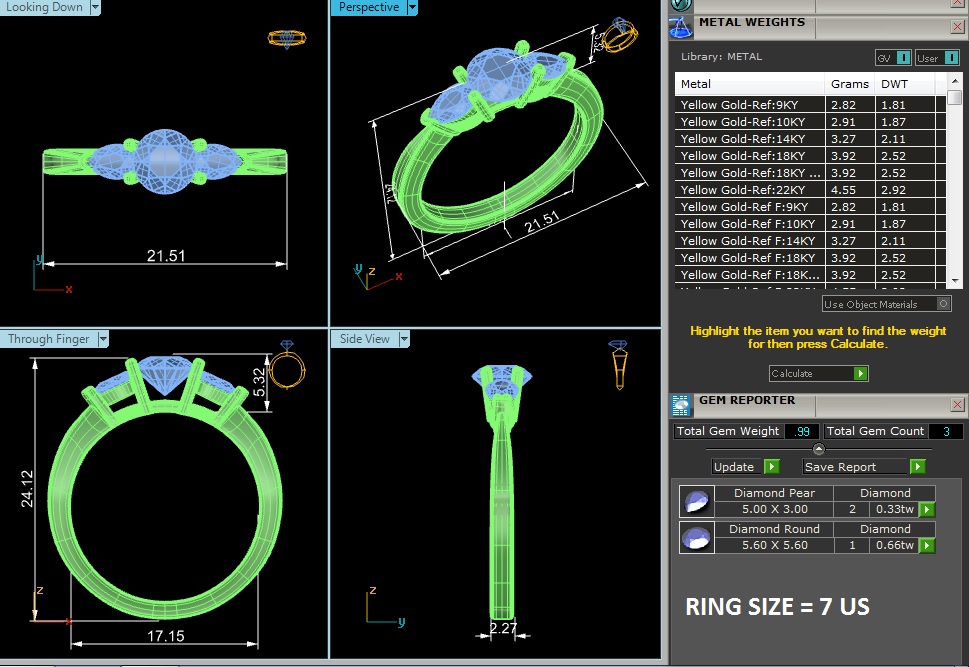 Looking Down
21.51
y
x
Perspective
5.32
24.12
21.51
y
z
x
Through Finger
5.32
24.12
z
x
17.15
Side View
z
y
2.27
METAL WEIGHTS
Library: METAL
GV
User
Metal Grams DWT
Yellow Gold-Ref:9KY 2.82 1.81
Yellow Gold-Ref:10KY 2.91 1.87
Yellow Gold-Ref:14KY 3.27 2.11
Yellow Gold-Ref:18KY 3.92 2.52
Yellow Gold-Ref:18KY ... 3.92 2.52
Yellow Gold-Ref:22KY 4.55 2.92
Yellow Gold-Ref F:9KY 2.82 1.81
Yellow Gold-Ref F:10KY 2.91 1.87
Yellow Gold-Ref F:14KY 3.27 2.11
Yellow Gold-Ref F:18KY 3.92 2.52
Yellow Gold-Ref F:18K... 3.92 2.52
Use Object Materials
Highlight the item you want to find the weight
for then press Calculate.
Calculate
GEM REPORTER
Total Gem Weight .99 Total Gem Count 3
Update Save Report
Diamond Pear Diamond
5.00 X 3.00 2 0.33tw
Diamond Round Diamond
5.60 X 5.60 1 0.66tw
RING SIZE = 7 US